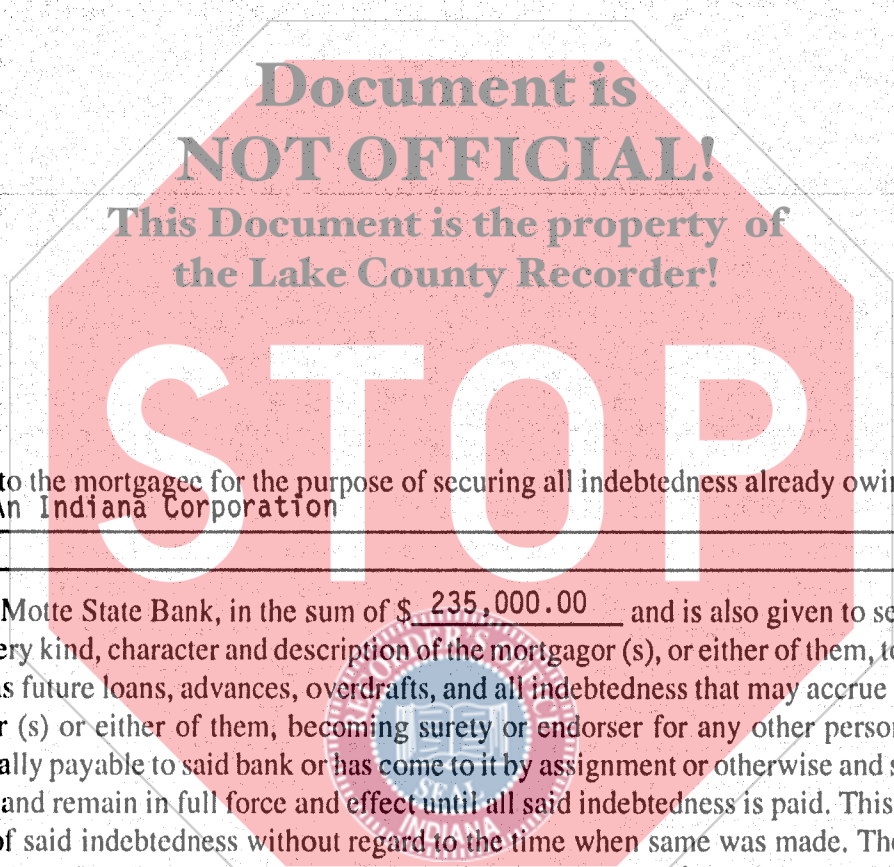 Document is
NOT OFFICIAL!
This Document is the property of
the Lake County Recorder!
STOP
to the mortgagee for the purpose of securing all indebtedness already owin
An Indiana Corporation
Motte State Bank, in the sum of $ 235,000.00 and is also given to se
ery kind, character and description of the mortgagor (s), or either of them, to
s future loans, advances, overdrafts, and all indebtedness that may accrue
r (s) or either of them, becoming surety or endorser for any other person
ally payable to said bank or has come to it by assignment or otherwise and s
and remain in full force and effect until all said indebtedness is paid. This
of said indebtedness without regard to the time when same was made. Th
SEAL
INDIANA